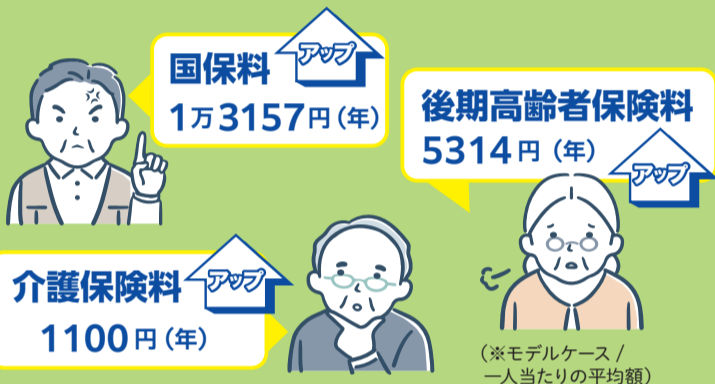 国保料 アップ
1万3157円(年)
後期高齢者保険料
5314円(年) アップ
介護保険料 アップ
1100円(年)
(※モデルケース/
一人当たりの平均額)